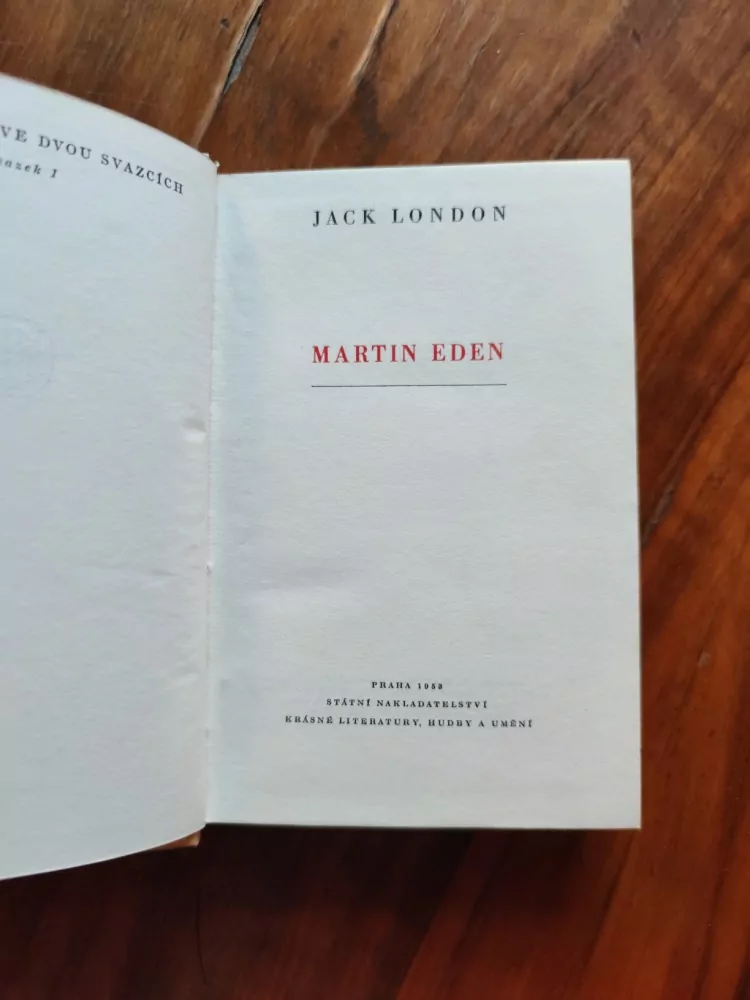 VE DVOU SVAZCÍCH
JACK LONDON
MARTIN EDEN
STÁTNÍ NAKLADATELSTVÍ
PRAHA
KRÁSNÉ LITERATURY, HUDBY A UMĚNÍ